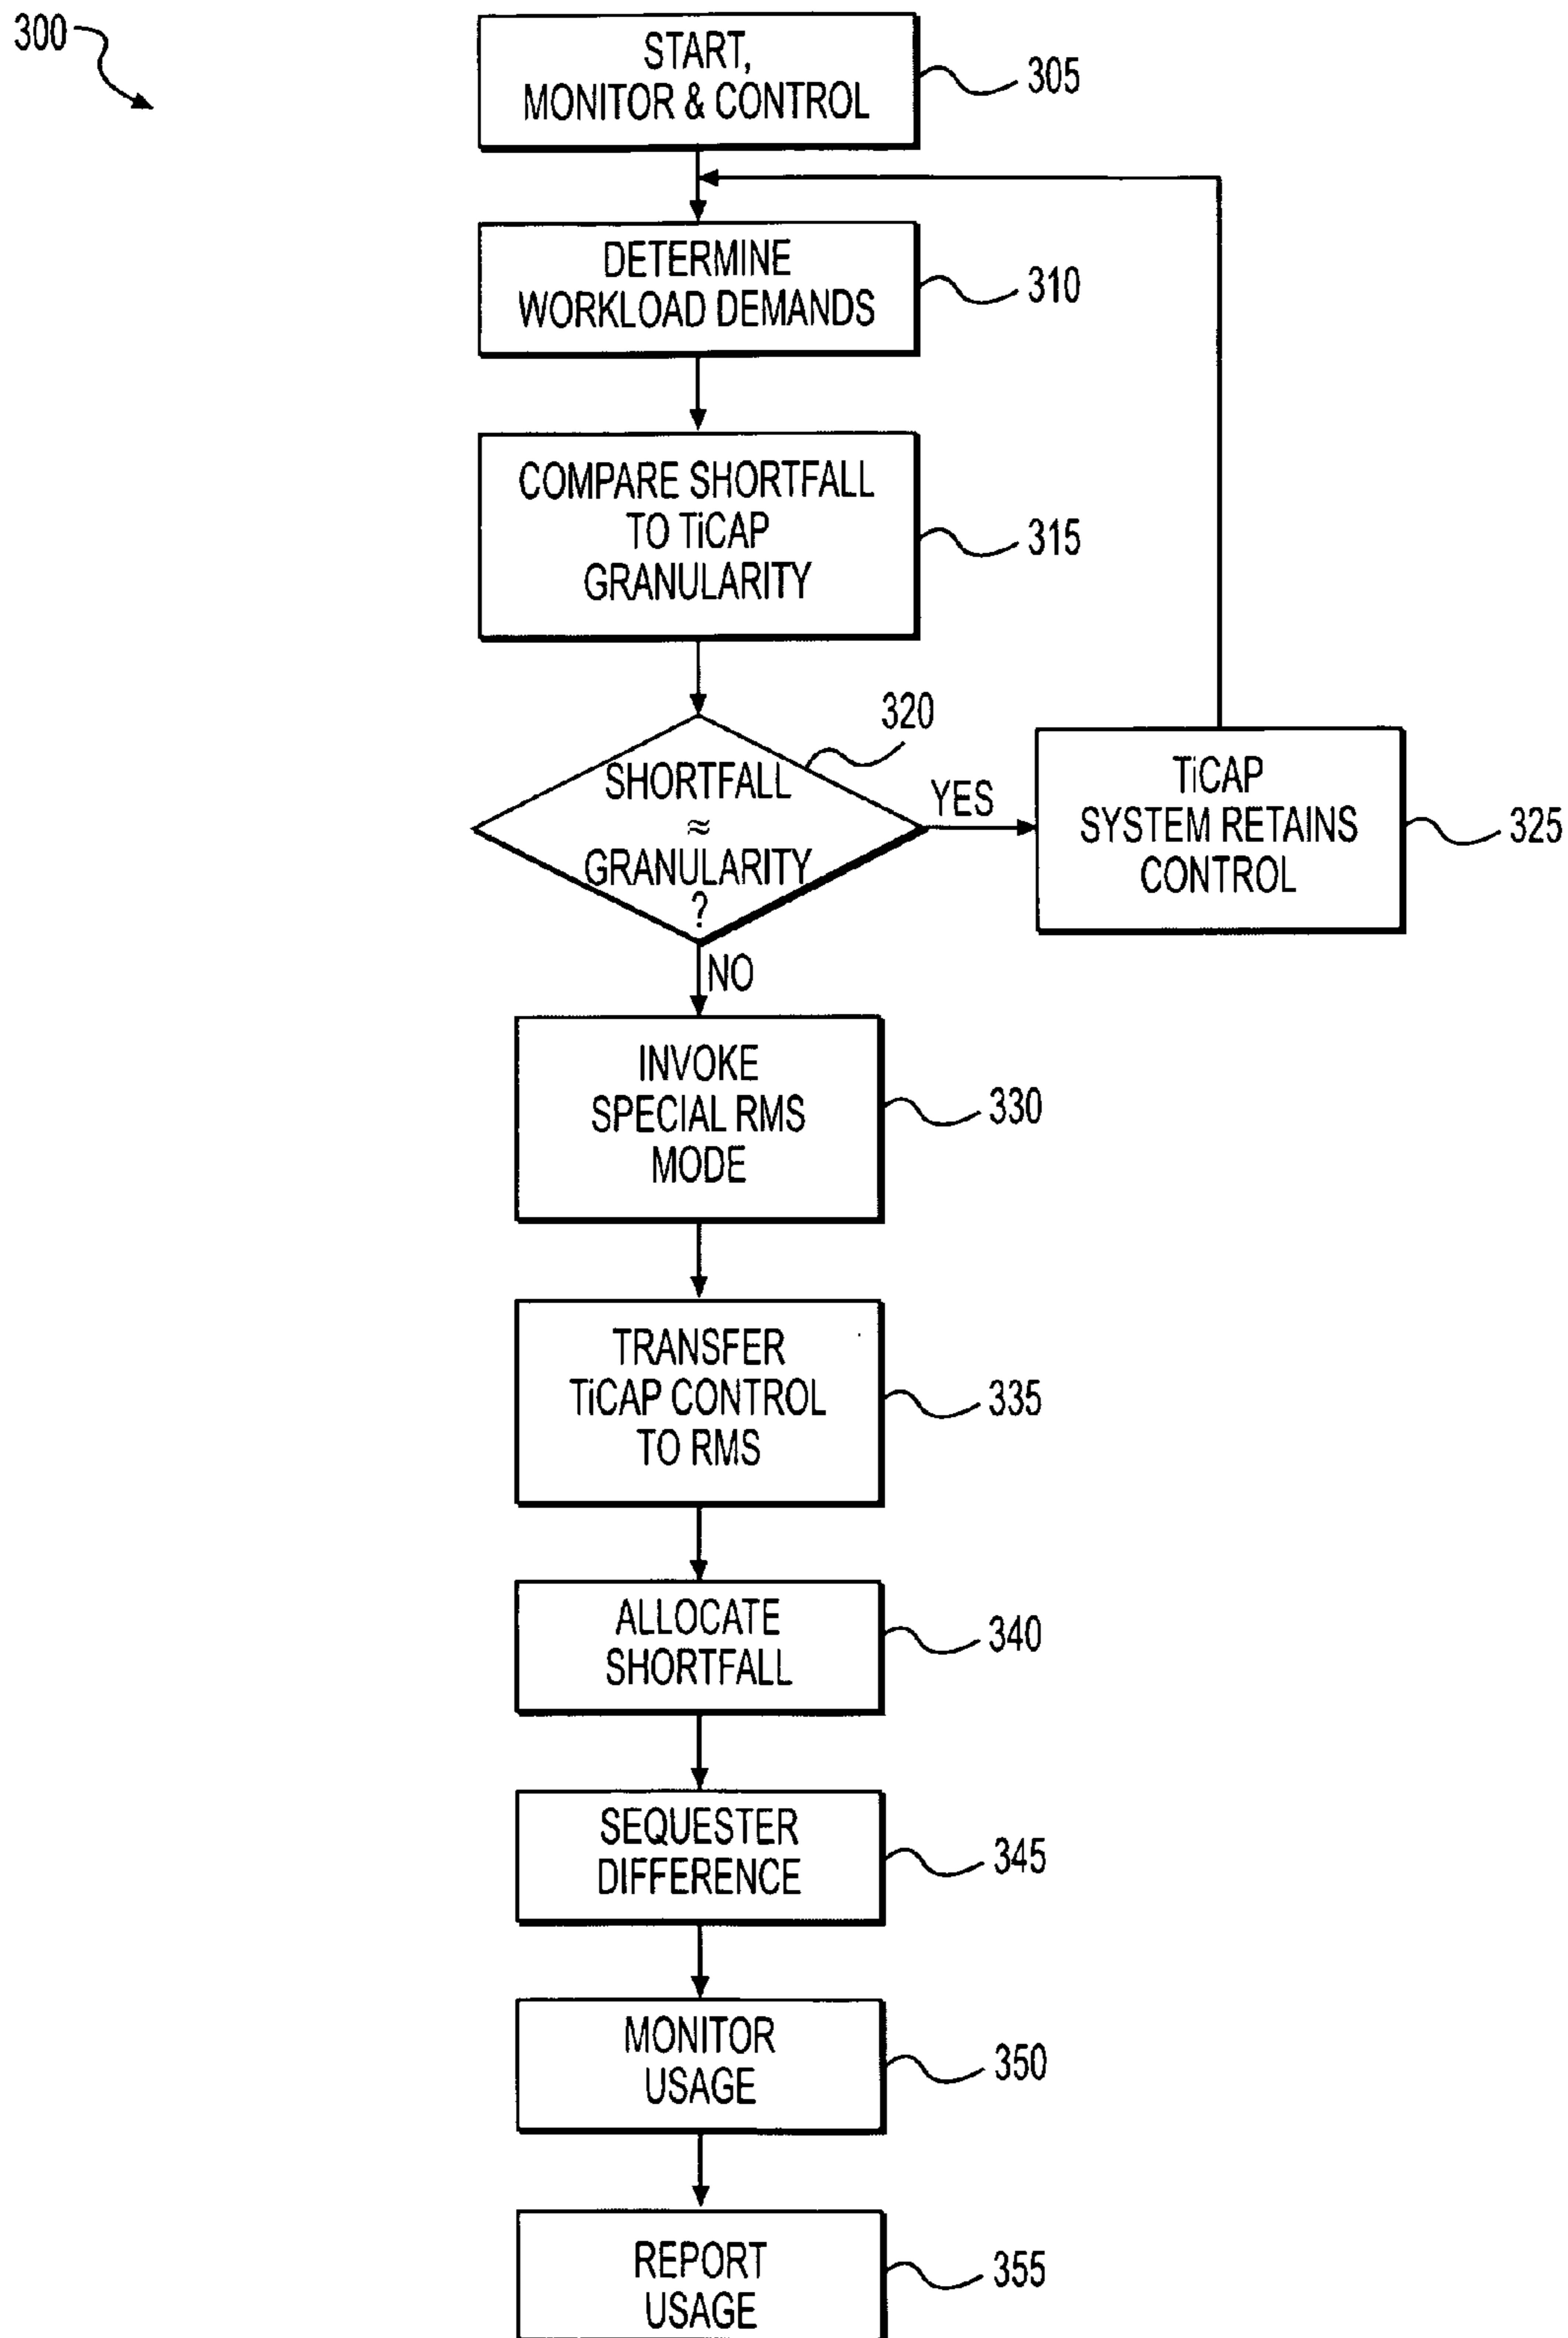 300
START,
MONITOR & CONTROL
305
DETERMINE
WORKLOAD DEMANDS
310
COMPARE SHORTFALL
TO TiCAP
GRANULARITY
315
320
SHORTFALL
≈
GRANULARITY
?
YES
TiCAP
SYSTEM RETAINS
CONTROL
325
NO
INVOKE
SPECIAL RMS
MODE
330
TRANSFER
TiCAP CONTROL
TO RMS
335
ALLOCATE
SHORTFALL
340
SEQUESTER
DIFFERENCE
345
MONITOR
USAGE
350
REPORT
USAGE
355